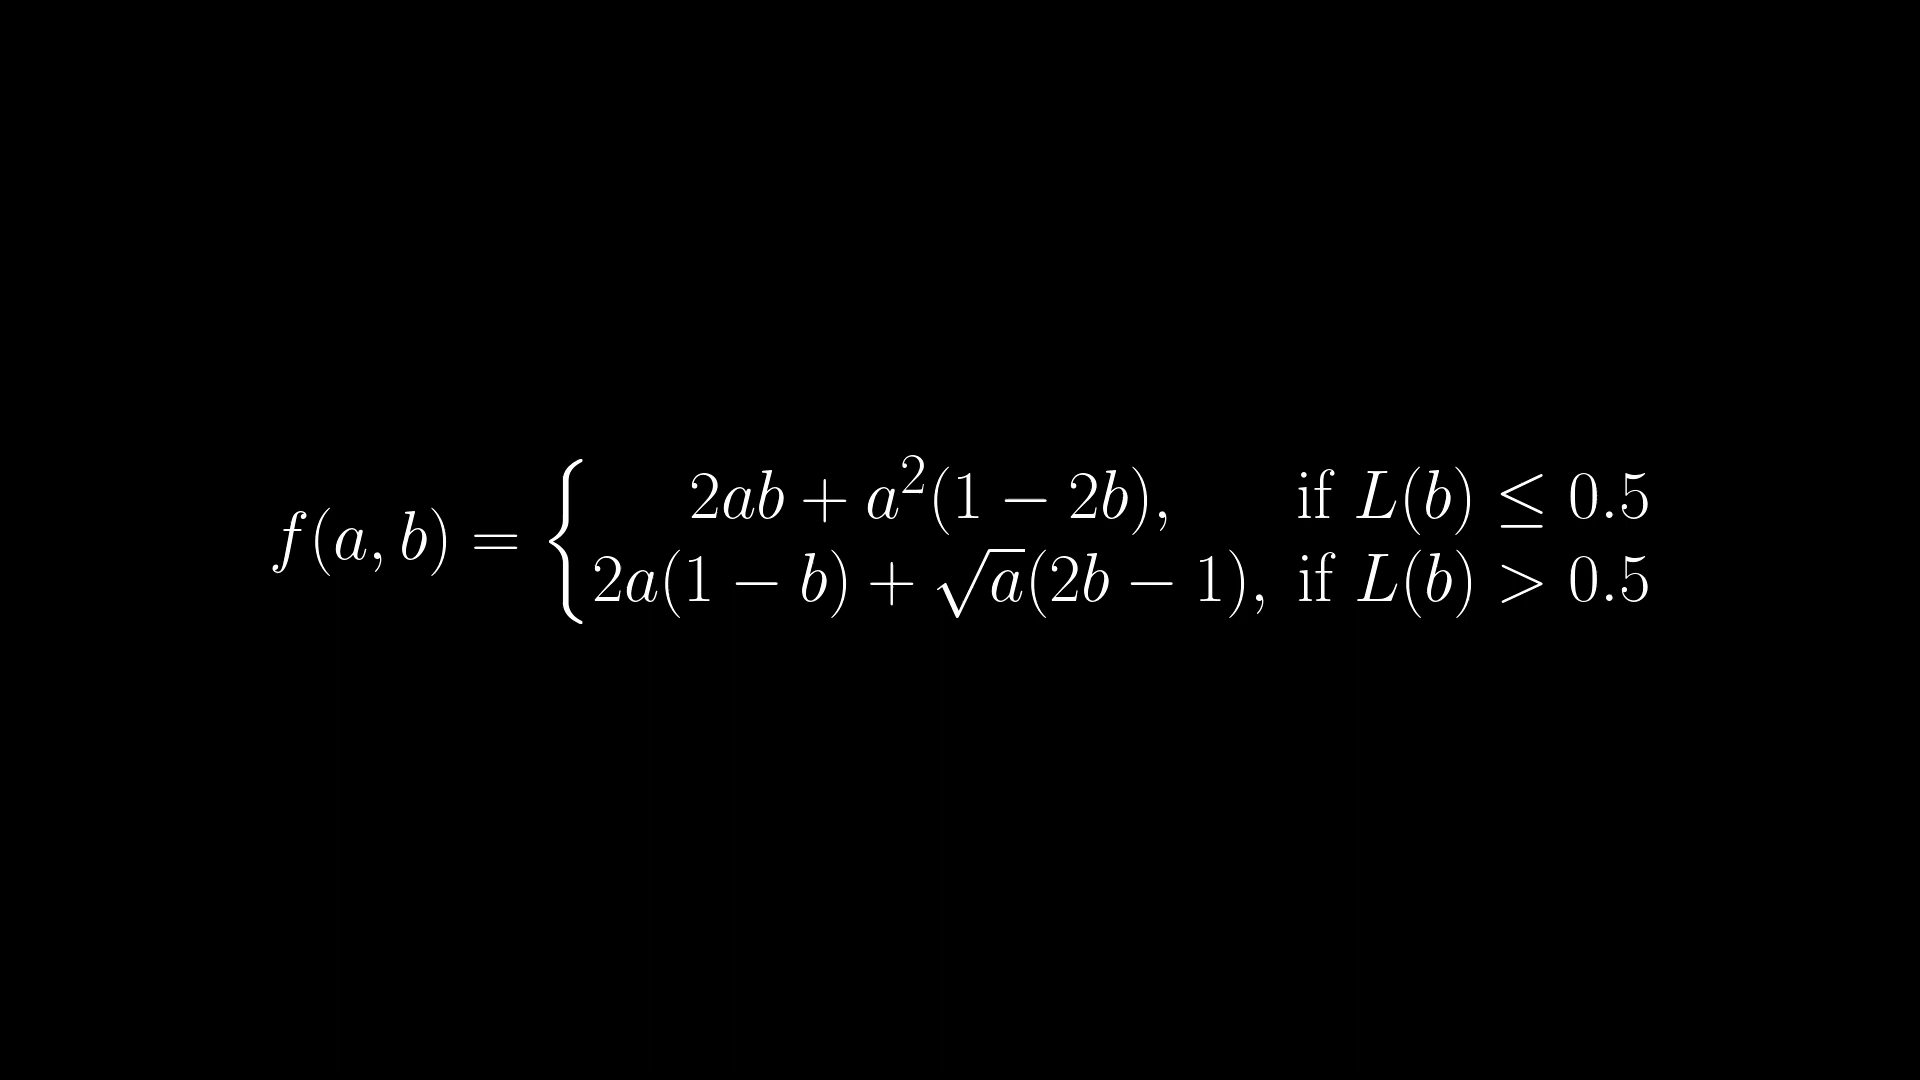 f(a, b) = { 2ab + a²(1 − 2b), if L(b) ≤ 0.5
2a(1 − b) + √a(2b − 1), if L(b) > 0.5